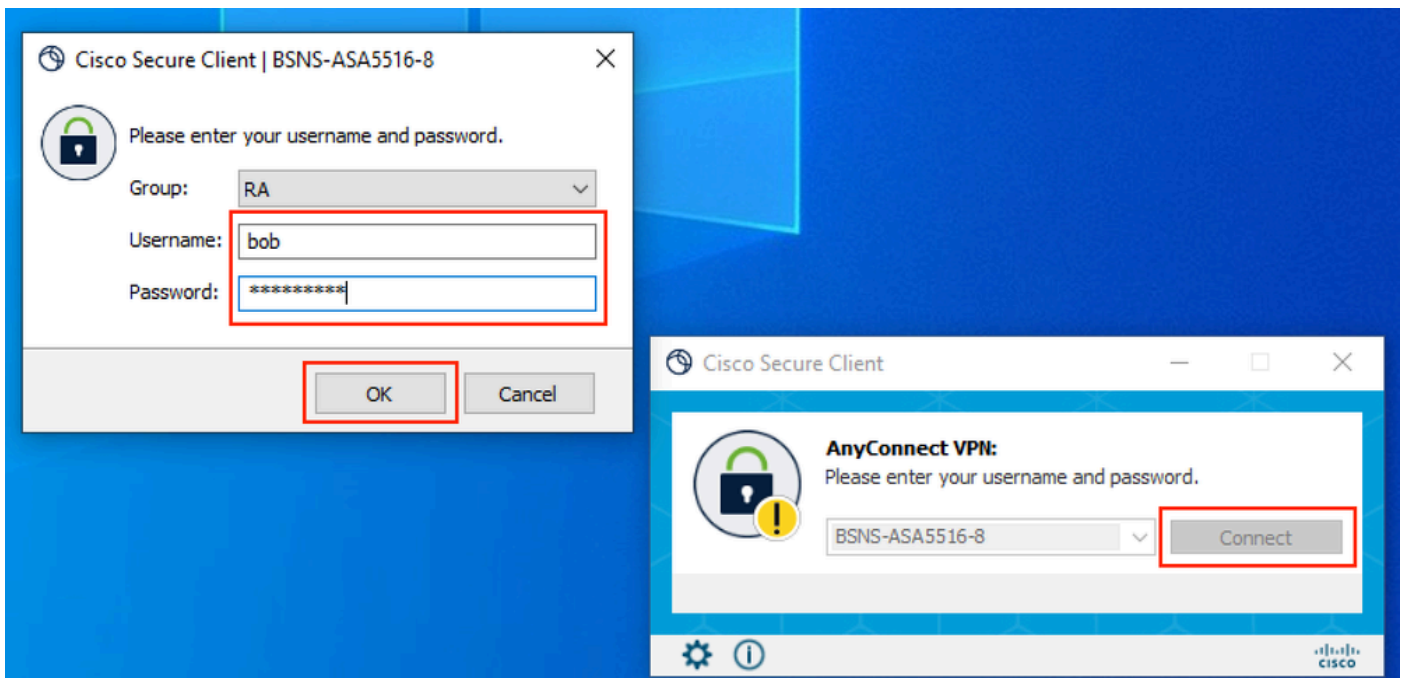 Cisco Secure Client | BSNS-ASA5516-8
Please enter your username and password.
Group: RA
Username: bob
Password: *********
OK Cancel
Cisco Secure Client
AnyConnect VPN:
Please enter your username and password.
BSNS-ASA5516-8 Connect
cisco